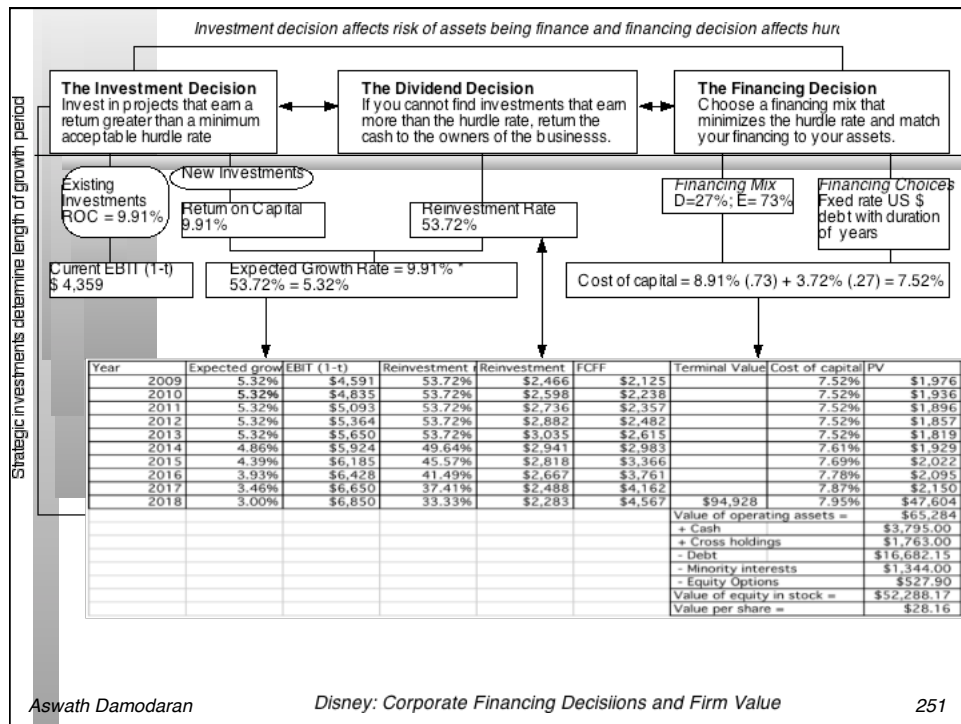 Investment decision affects risk of assets being finance and financing decision affects hur
Strategic investments determine length of growth period
The Investment Decision
Invest in projects that earn a
return greater than a minimum
acceptable hurdle rate
The Dividend Decision
If you cannot find investments that earn
more than the hurdle rate, return the
cash to the owners of the businesss.
The Financing Decision
Choose a financing mix that
minimizes the hurdle rate and match
your financing to your assets.
Existing
Investments
ROC = 9.91%
New Investments
Return on Capital
9.91%
Reinvestment Rate
53.72%
Financing Mix
D=27%; E= 73%
Financing Choices
Fxed rate US $
debt with duration
of years
Current EBIT (1-t)
$ 4,359
Expected Growth Rate = 9.91% *
53.72% = 5.32%
Cost of capital = 8.91% (.73) + 3.72% (.27) = 7.52%
Year Expected grow EBIT (1-t) Reinvestment r Reinvestment FCFF Terminal Value Cost of capital PV
2009 5.32% $4,591 53.72% $2,466 $2,125 7.52% $1,976
2010 5.32% $4,835 53.72% $2,598 $2,238 7.52% $1,936
2011 5.32% $5,093 53.72% $2,736 $2,357 7.52% $1,896
2012 5.32% $5,364 53.72% $2,882 $2,482 7.52% $1,857
2013 5.32% $5,650 53.72% $3,035 $2,615 7.52% $1,819
2014 4.86% $5,924 49.64% $2,941 $2,983 7.61% $1,929
2015 4.39% $6,185 45.57% $2,818 $3,366 7.69% $2,022
2016 3.93% $6,428 41.49% $2,667 $3,761 7.78% $2,095
2017 3.46% $6,650 37.41% $2,488 $4,162 7.87% $2,150
2018 3.00% $6,850 33.33% $2,283 $4,567 $94,928 7.95% $47,604
Value of operating assets = $65,284
+ Cash $3,795.00
+ Cross holdings $1,763.00
- Debt $16,682.15
- Minority interests $1,344.00
- Equity Options $527.90
Value of equity in stock = $52,288.17
Value per share = $28.16
Aswath Damodaran
Disney: Corporate Financing Decisiions and Firm Value
251